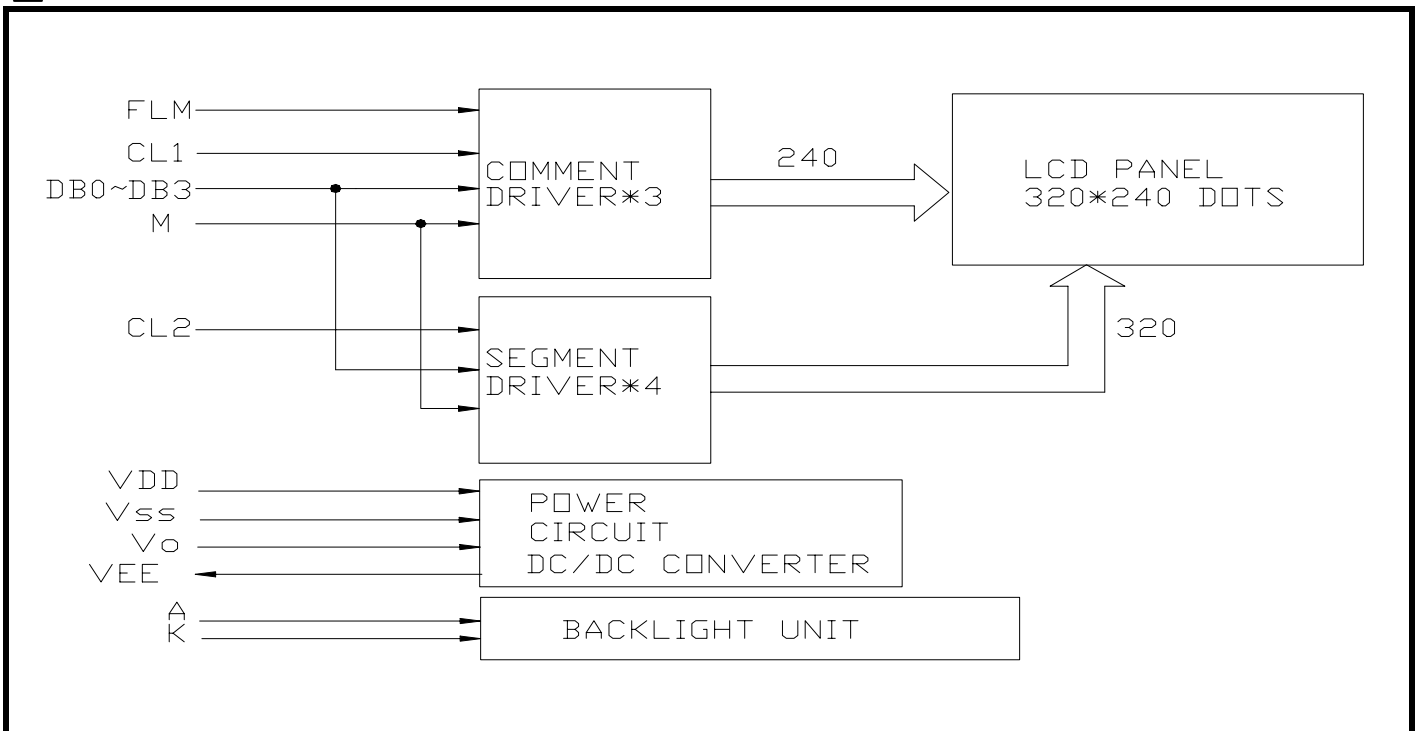 FLM
CL1
DB0~DB3
M
COMMENT
DRIVER*3
240
LCD PANEL
320*240 DOTS
CL2
SEGMENT
DRIVER*4
320
VDD
Vss
Vo
VEE
POWER
CIRCUIT
DC/DC CONVERTER
A
K
BACKLIGHT UNIT